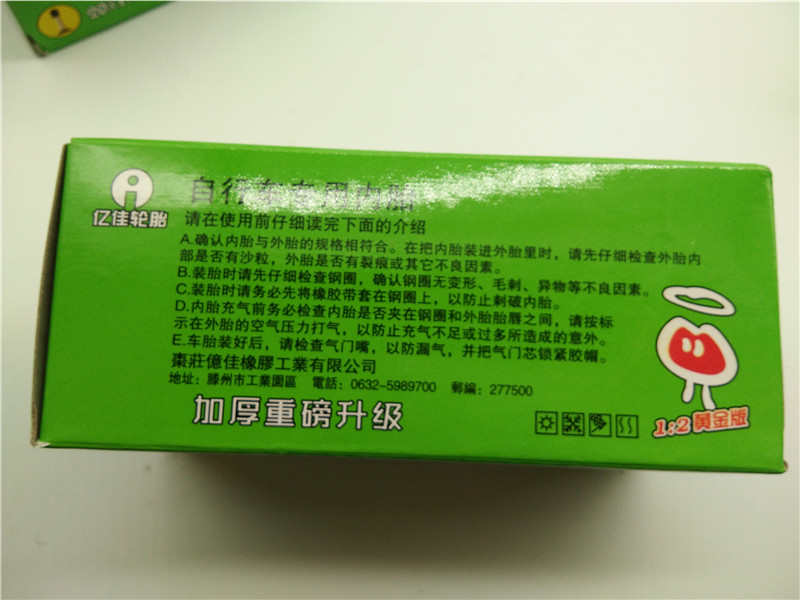 亿佳轮胎
自行车专用内胎
请在使用前仔细读完下面的介绍
A.确认内胎与外胎的规格相符合。在把内胎装进外胎里时，请先仔细检查外胎内
部是否有沙粒，外胎是否有裂痕或其它不良因素。
B.装胎时请先仔细检查钢圈，确认钢圈无变形、毛刺、异物等不良因素。
C.装胎时请务必先将橡胶带套在钢圈上，以防止刺破内胎。
D.内胎充气前务必检查内胎是否夹在钢圈和外胎胎唇之间，请按标
示在外胎的空气压力打气，以防止充气不足或过多所造成的意外。
E.车胎装好后，请检查气门嘴，以防漏气，并把气门芯锁紧胶帽。
棗莊億佳橡膠工業有限公司
地址：滕州市工業園區 電話：0632-5989700 郵編：277500
加厚重磅升级
1:2黄金版